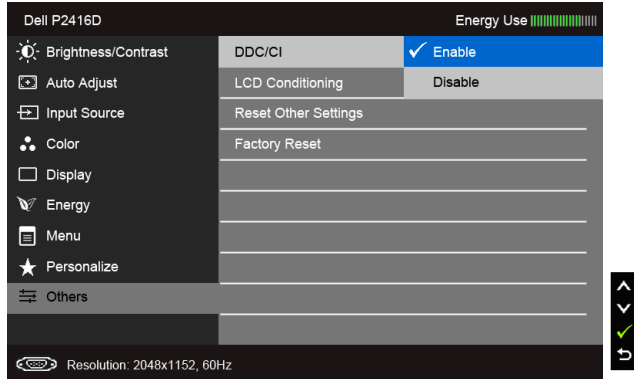 Dell P2416D Energy Use
Brightness/Contrast DDC/CI Enable
Auto Adjust LCD Conditioning Disable
Input Source Reset Other Settings
Color Factory Reset
Display
Energy
Menu
Personalize
Others
Resolution: 2048x1152, 60Hz